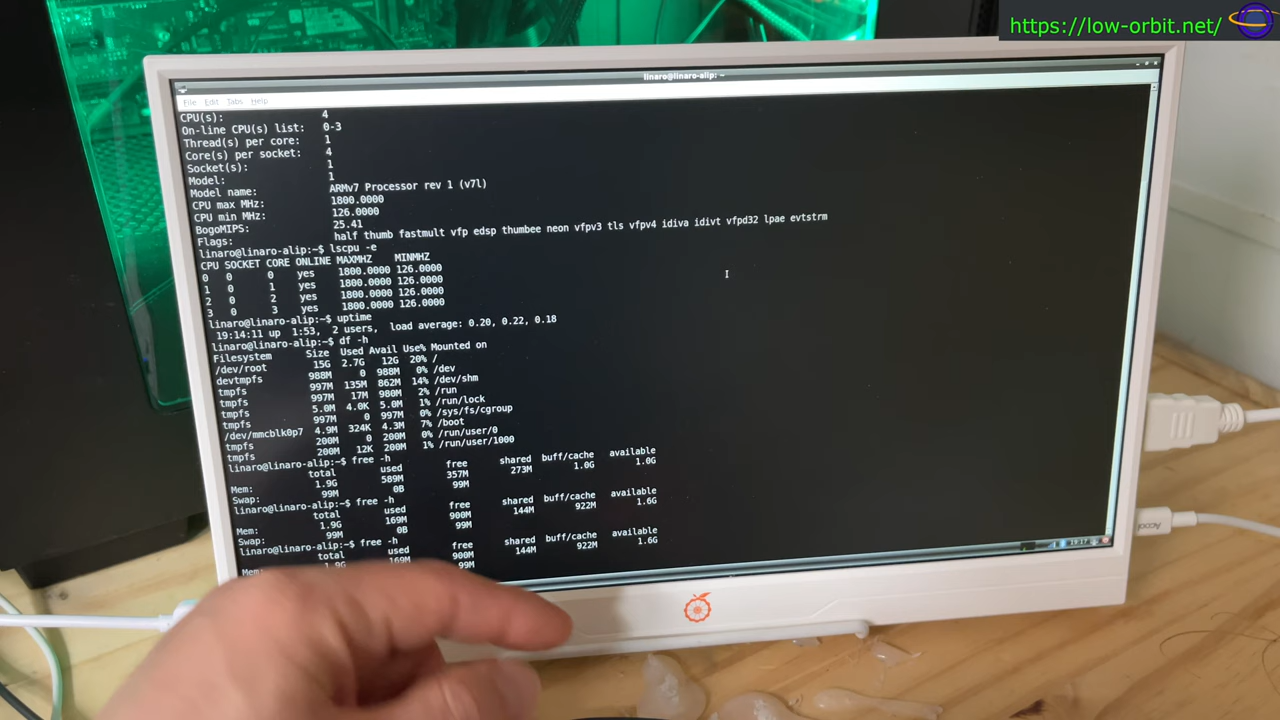 https://low-orbit.net/
linaro@linaro-alip: ~
File Edit Tabs Help
CPU(s): 4
On-line CPU(s) list: 0-3
Thread(s) per core: 1
Core(s) per socket: 4
Socket(s): 1
Model: 1
Model name: ARMv7 Processor rev 1 (v7l)
CPU max MHz: 1800.0000
CPU min MHz: 126.0000
BogoMIPS: 25.41
Flags: half thumb fastmult vfp edsp thumbee neon vfpv3 tls vfpv4 idiva idivt vfpd32 lpae evtstrm
linaro@linaro-alip:~$ lscpu -e
CPU SOCKET CORE ONLINE MAXMHZ MINMHZ
0 0 0 yes 1800.0000 126.0000
1 0 1 yes 1800.0000 126.0000
2 0 2 yes 1800.0000 126.0000
3 0 3 yes 1800.0000 126.0000
linaro@linaro-alip:~$ uptime
19:14:11 up 1:53, 2 users, load average: 0.20, 0.22, 0.18
linaro@linaro-alip:~$ df -h
Filesystem Size Used Avail Use% Mounted on
/dev/root 15G 2.7G 12G 20% /
devtmpfs 988M 0 988M 0% /dev
tmpfs 997M 135M 862M 14% /dev/shm
tmpfs 997M 17M 980M 2% /run
tmpfs 5.0M 4.0K 5.0M 1% /run/lock
tmpfs 997M 0 997M 0% /sys/fs/cgroup
/dev/mmcblk0p7 4.9M 324K 4.3M 7% /boot
tmpfs 200M 0 200M 0% /run/user/0
tmpfs 200M 12K 200M 1% /run/user/1000
linaro@linaro-alip:~$ free -h
total used free shared buff/cache available
Mem: 1.9G 589M 357M 273M 1.0G 1.0G
Swap: 99M 0B 99M
linaro@linaro-alip:~$ free -h
total used free shared buff/cache available
Mem: 1.9G 169M 900M 144M 922M 1.6G
Swap: 99M 0B 99M
linaro@linaro-alip:~$ free -h
total used free shared buff/cache available
Mem: 1.9G 169M 900M 144M 922M 1.6G
99M
19:17